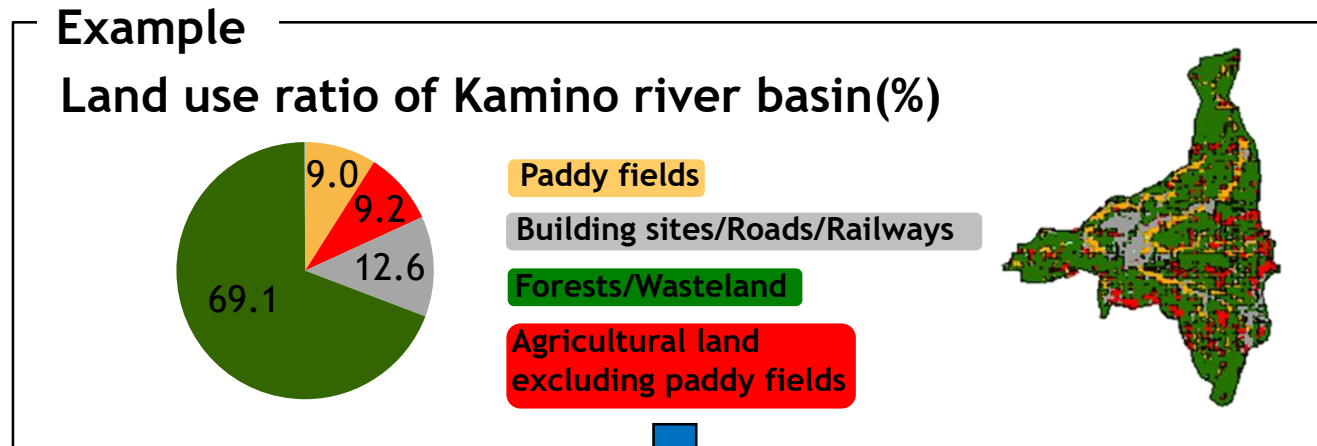 Example
Land use ratio of Kamino river basin(%)
9.0
9.2
12.6
69.1
Paddy fields
Building sites/Roads/Railways
Forests/Wasteland
Agricultural land
excluding paddy fields